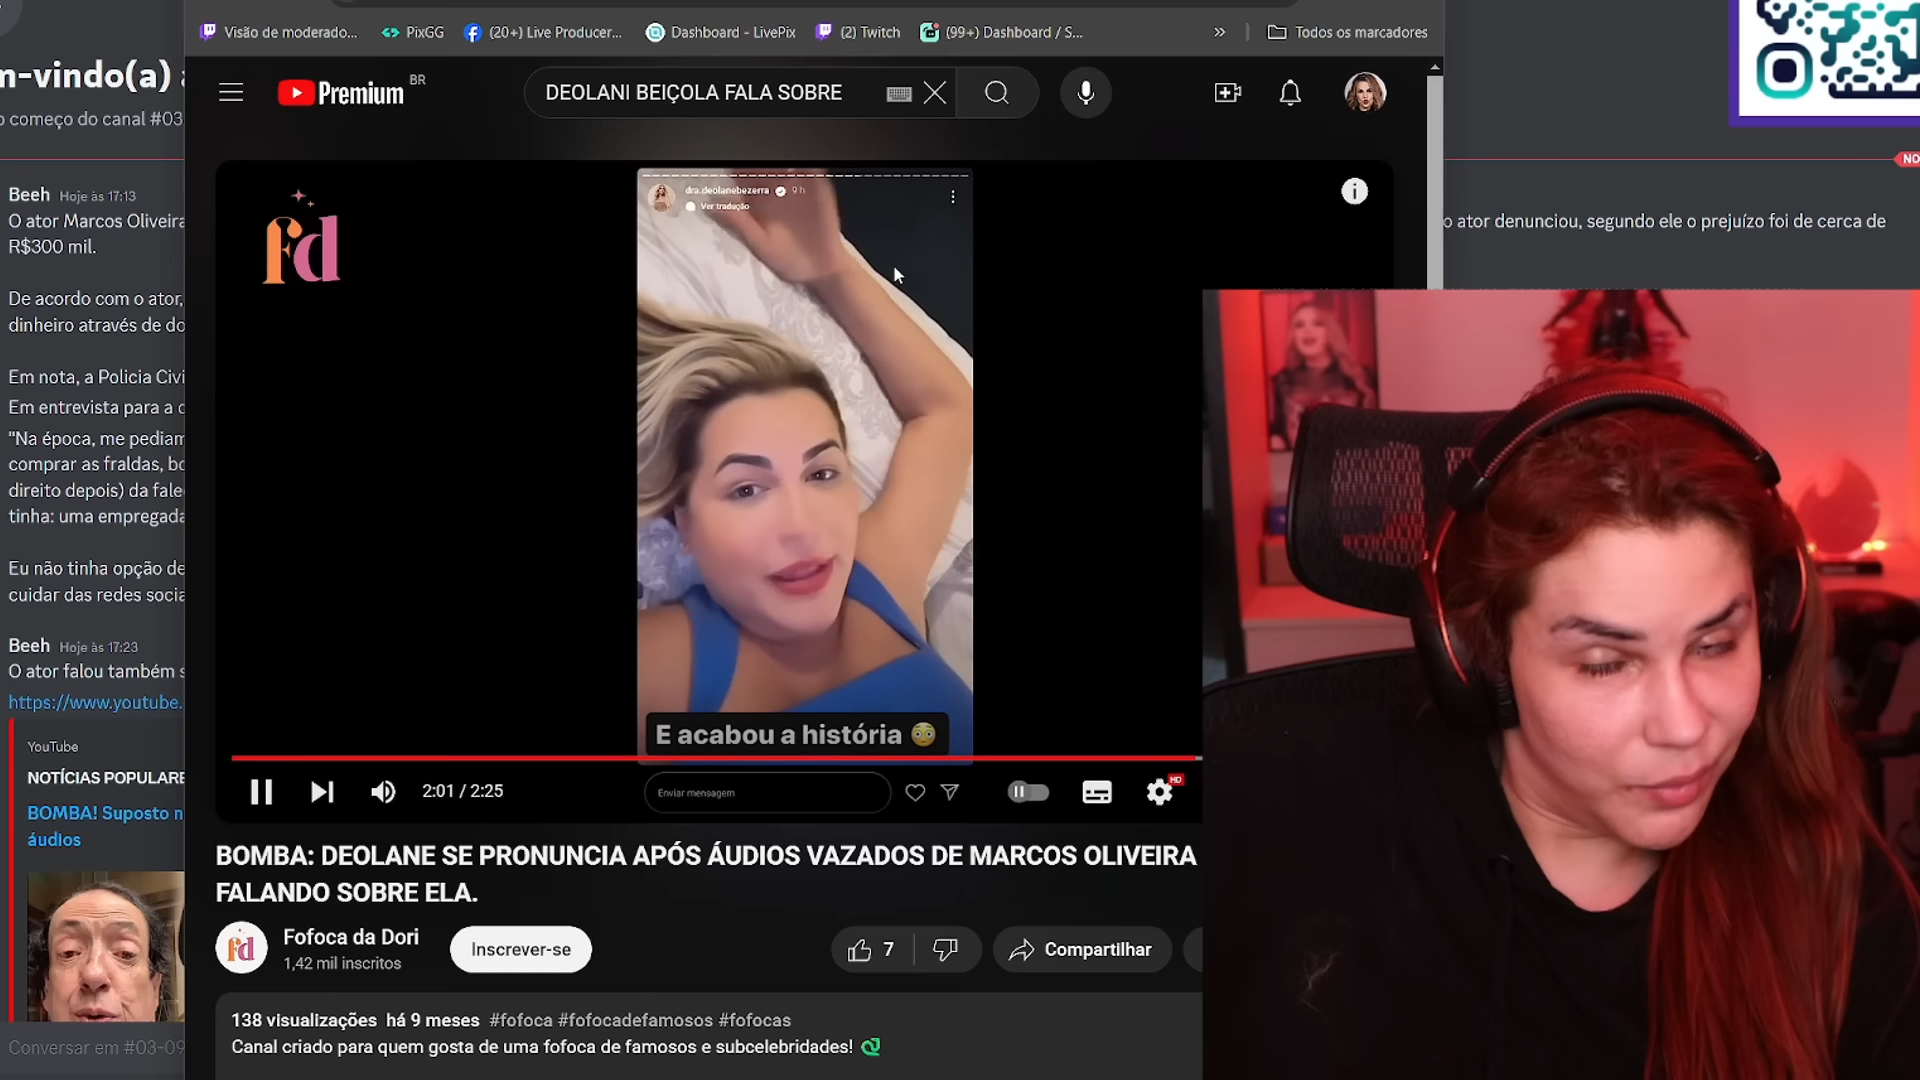 Visão de moderado...
PixGG
(20+) Live Producer...
Dashboard - LivePix
(2) Twitch
(99+) Dashboard / S...
»
Todos os marcadores
m-vindo(a)
o começo do canal #03
Premium BR
DEOLANI BEIÇOLA FALA SOBRE
NO
Beeh Hoje às 17:13
O ator Marcos Oliveira
R$300 mil.
o ator denunciou, segundo ele o prejuízo foi de cerca de
De acordo com o ator,
dinheiro através de do
Em nota, a Policia Civi
Em entrevista para a
"Na época, me pediam
comprar as fraldas, bo
direito depois) da fale
tinha: uma empregada
Eu não tinha opção de
cuidar das redes socia
Beeh Hoje às 17:23
O ator falou também s
https://www.youtube.
YouTube
NOTÍCIAS POPULARE
BOMBA! Suposto n
áudios
Conversar em #03-09
fd
dra.deolanebezerra 9 h
Ver tradução
E acabou a história 😳
2:01 / 2:25
Enviar mensagem
HD
BOMBA: DEOLANE SE PRONUNCIA APÓS ÁUDIOS VAZADOS DE MARCOS OLIVEIRA
FALANDO SOBRE ELA.
fd
Fofoca da Dori
1,42 mil inscritos
Inscrever-se
7
Compartilhar
138 visualizações há 9 meses #fofoca #fofocadefamosos #fofocas
Canal criado para quem gosta de uma fofoca de famosos e subcelebridades!